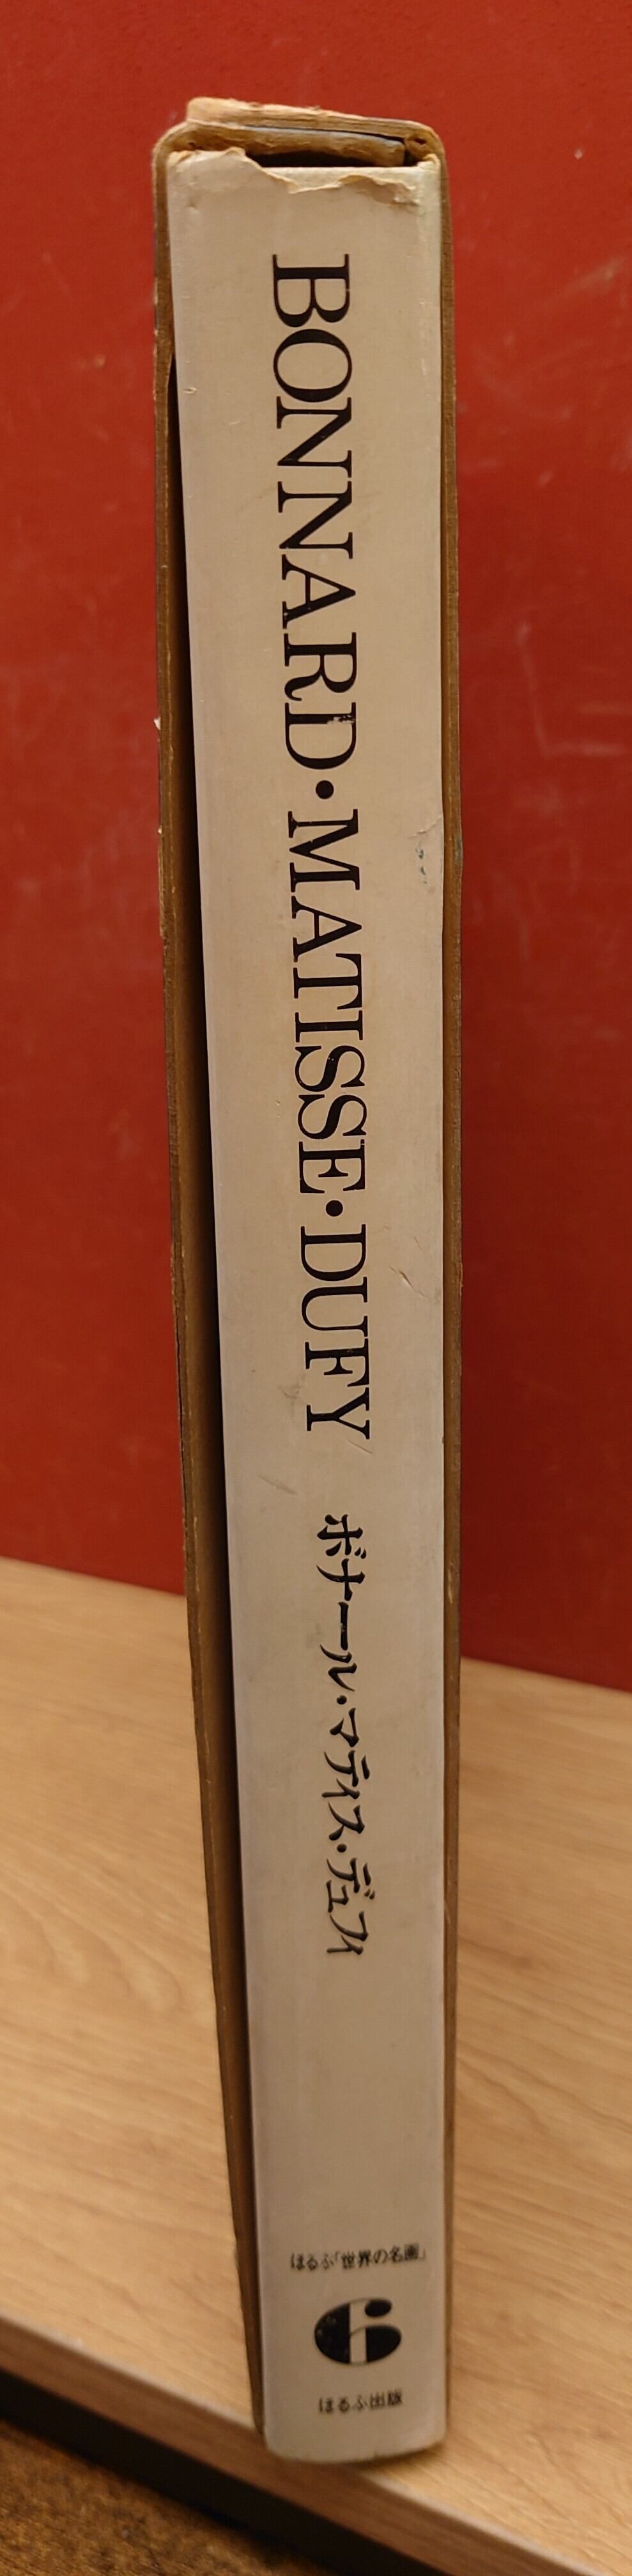 BONNARD・MATISSE・DUFY
ボナール・マティス・デュフィ
ほるぷ「世界の名画」
6
ほるぷ出版